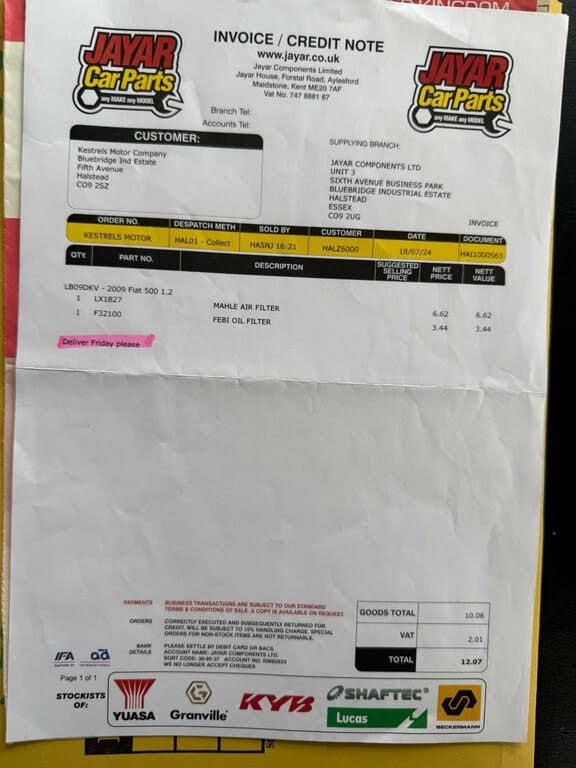 KINGDOM
JAYAR
Car Parts
any MAKE any MODEL
INVOICE / CREDIT NOTE
www.jayar.co.uk
Jayar Components Limited
Jayar House, Forstal Road, Aylesford
Maidstone, Kent ME20 7AF
Vat No. 747 8881 67
JAYAR
Car Parts
any MAKE any MODEL
Branch Tel:
Accounts Tel:
CUSTOMER:
Kestrels Motor Company
Bluebridge Ind Estate
Fifth Avenue
Halstead
CO9 2SZ
SUPPLYING BRANCH:
JAYAR COMPONENTS LTD
UNIT 3
SIXTH AVENUE BUSINESS PARK
BLUEBRIDGE INDUSTRIAL ESTATE
HALSTEAD
ESSEX
CO9 2UG
INVOICE
ORDER NO. DESPATCH METH SOLD BY CUSTOMER DATE DOCUMENT
KESTRELS MOTOR HAL01 - Collect HASNJ 16:21 HALZ6000 18/07/24 HAI1000563
QTY. PART NO. DESCRIPTION SUGGESTED SELLING PRICE NETT PRICE NETT VALUE
LB09DKV - 2009 Fiat 500 1.2
1 LX1827 MAHLE AIR FILTER 6.62 6.62
1 F32100 FEBI OIL FILTER 3.44 3.44
Deliver Friday please
PAYMENTS BUSINESS TRANSACTIONS ARE SUBJECT TO OUR STANDARD
TERMS & CONDITIONS OF SALE. A COPY IS AVAILABLE ON REQUEST.
ORDERS CORRECTLY EXECUTED AND SUBSEQUENTLY RETURNED FOR
CREDIT, WILL BE SUBJECT TO 15% HANDLING CHARGE. SPECIAL
ORDERS FOR NON-STOCK ITEMS ARE NOT RETURNABLE.
BANK DETAILS PLEASE SETTLE BY DEBIT CARD OR BACS.
ACCOUNT NAME: JAYAR COMPONENTS LTD.
SORT CODE: 30-95-37 ACCOUNT NO: 00682633
WE NO LONGER ACCEPT CHEQUES
GOODS TOTAL 10.06
VAT 2.01
TOTAL 12.07
IFA
ad
INTERNATIONAL
Page 1 of 1
STOCKISTS
OF:
YUASA
Granville
KYB
SHAFTEC
Lucas
BECKERMANN